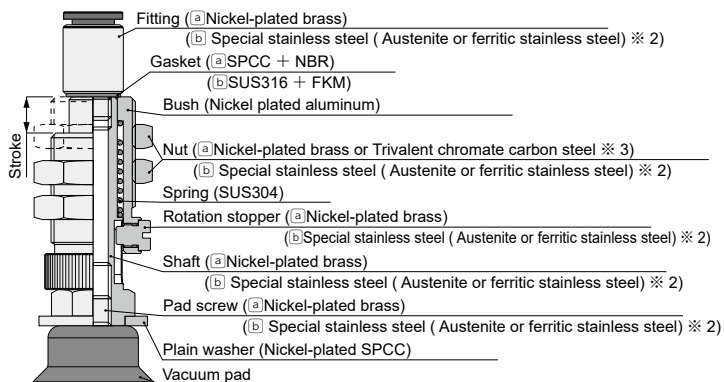 Fitting (ⓐNickel-plated brass)
(ⓑ Special stainless steel ( Austenite or ferritic stainless steel) ※ 2)
Gasket (ⓐSPCC + NBR)
(ⓑSUS316 + FKM)
Bush (Nickel plated aluminum)
Stroke
Nut (ⓐNickel-plated brass or Trivalent chromate carbon steel ※ 3)
(ⓑ Special stainless steel ( Austenite or ferritic stainless steel) ※ 2)
Spring (SUS304)
Rotation stopper (ⓐNickel-plated brass)
(ⓑSpecial stainless steel ( Austenite or ferritic stainless steel) ※ 2)
Shaft (ⓐNickel-plated brass)
(ⓑ Special stainless steel ( Austenite or ferritic stainless steel) ※ 2)
Pad screw (ⓐNickel-plated brass)
(ⓑ Special stainless steel ( Austenite or ferritic stainless steel) ※ 2)
Plain washer (Nickel-plated SPCC)
Vacuum pad